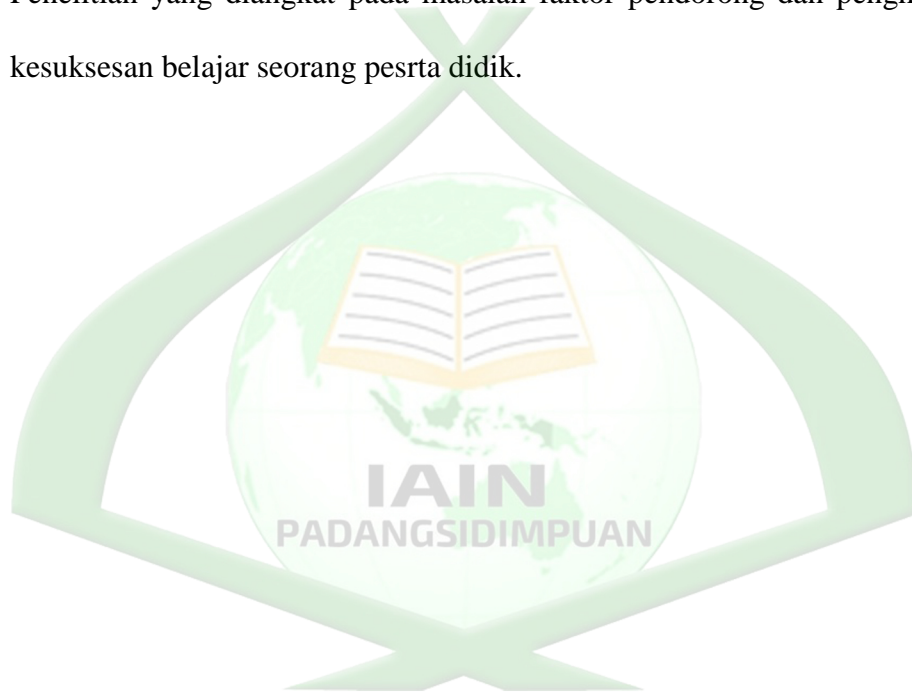 Penelitian yang diangkat pada masalah faktor pendorong dan
kesuksesan belajar seorang pesrta didik.
IAIN
PADANGSIDIMPUAN